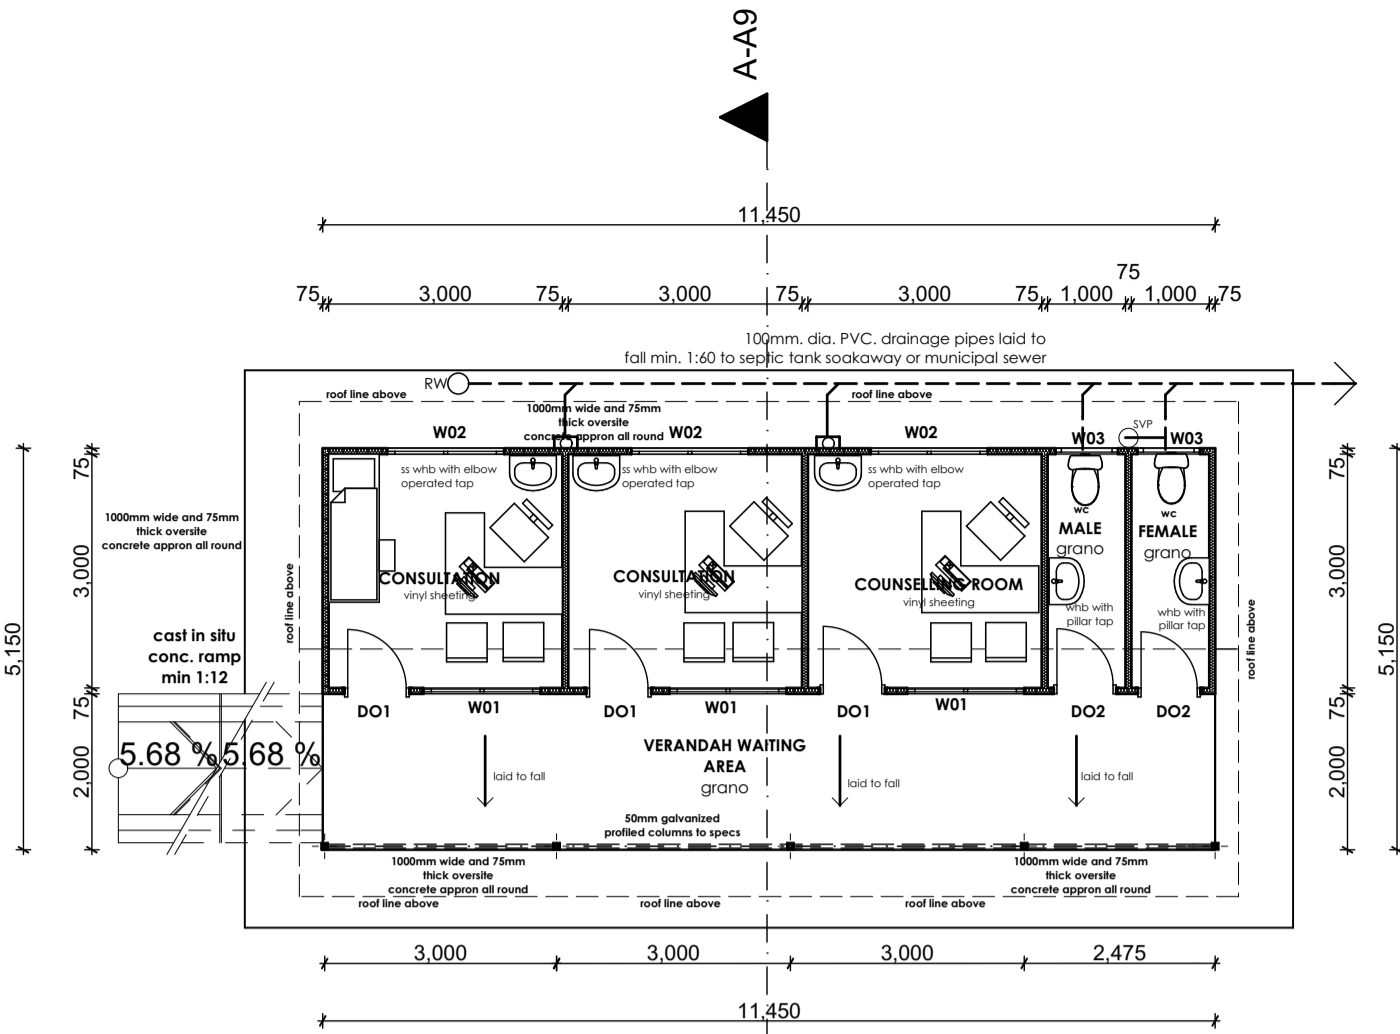 A-A9
11,450
75
75 3,000 75 3,000 75 3,000 75 1,000 1,000 75
100mm. dia. PVC. drainage pipes laid to
fall min. 1:60 to septic tank soakaway or municipal sewer
RW
roof line above
roof line above
1000mm wide and 75mm
thick oversite
concrete appron all round
W02
W02
W02
SVP
W03
W03
ss whb with elbow
operated tap
ss whb with elbow
operated tap
ss whb with elbow
operated tap
wc
MALE
grano
wc
FEMALE
grano
1000mm wide and 75mm
thick oversite
concrete appron all round
CONSULTATION
vinyl sheeting
CONSULTATION
vinyl sheeting
COUNSELLING ROOM
vinyl sheeting
whb with
pillar tap
whb with
pillar tap
roof line above
roof line above
cast in situ
conc. ramp
min 1:12
5,150
75
3,000
75
2,000
75
3,000
75
2,000
5,150
DO1
W01
DO1
W01
DO1
W01
DO2
DO2
5.68 %
5.68 %
VERANDAH WAITING
AREA
grano
laid to fall
laid to fall
laid to fall
50mm galvanized
profiled columns to specs
1000mm wide and 75mm
thick oversite
concrete appron all round
1000mm wide and 75mm
thick oversite
concrete appron all round
roof line above
roof line above
roof line above
3,000 3,000 3,000 2,475
11,450